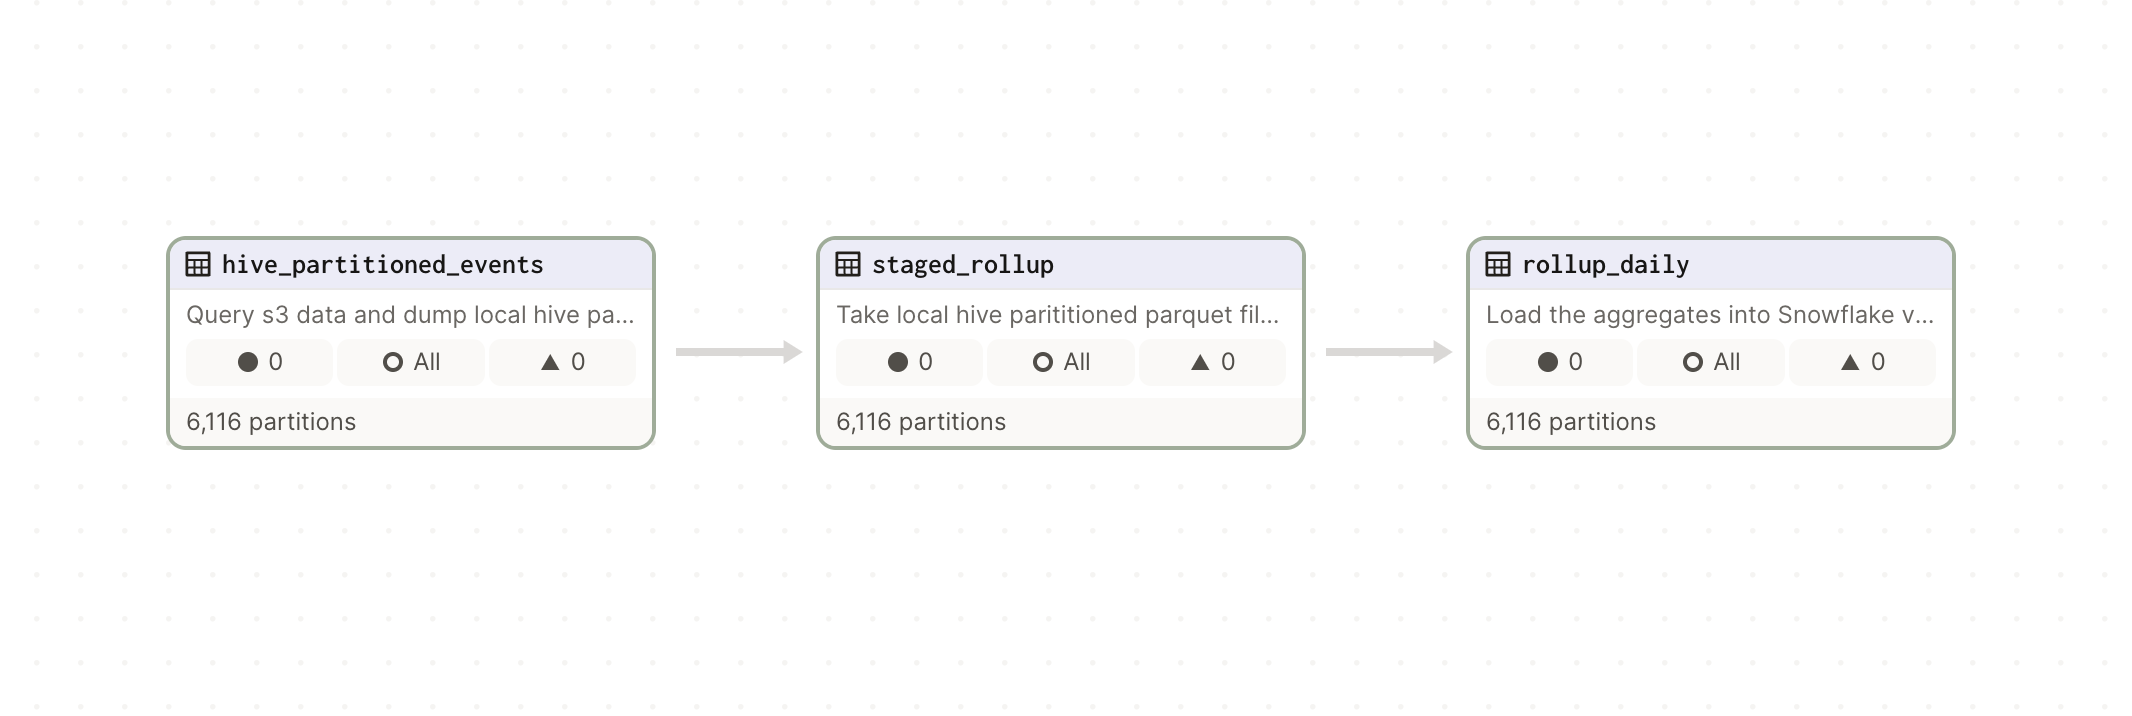 hive_partitioned_events
Query s3 data and dump local hive pa...
0 All 0
6,116 partitions
staged_rollup
Take local hive parititioned parquet fil...
0 All 0
6,116 partitions
rollup_daily
Load the aggregates into Snowflake v...
0 All 0
6,116 partitions